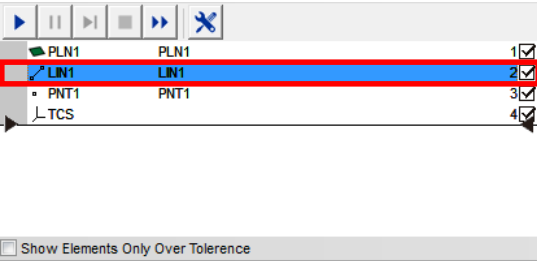 PLN1 PLN1 1
LIN1 LIN1 2
PNT1 PNT1 3
TCS 4
Show Elements Only Over Tolerence